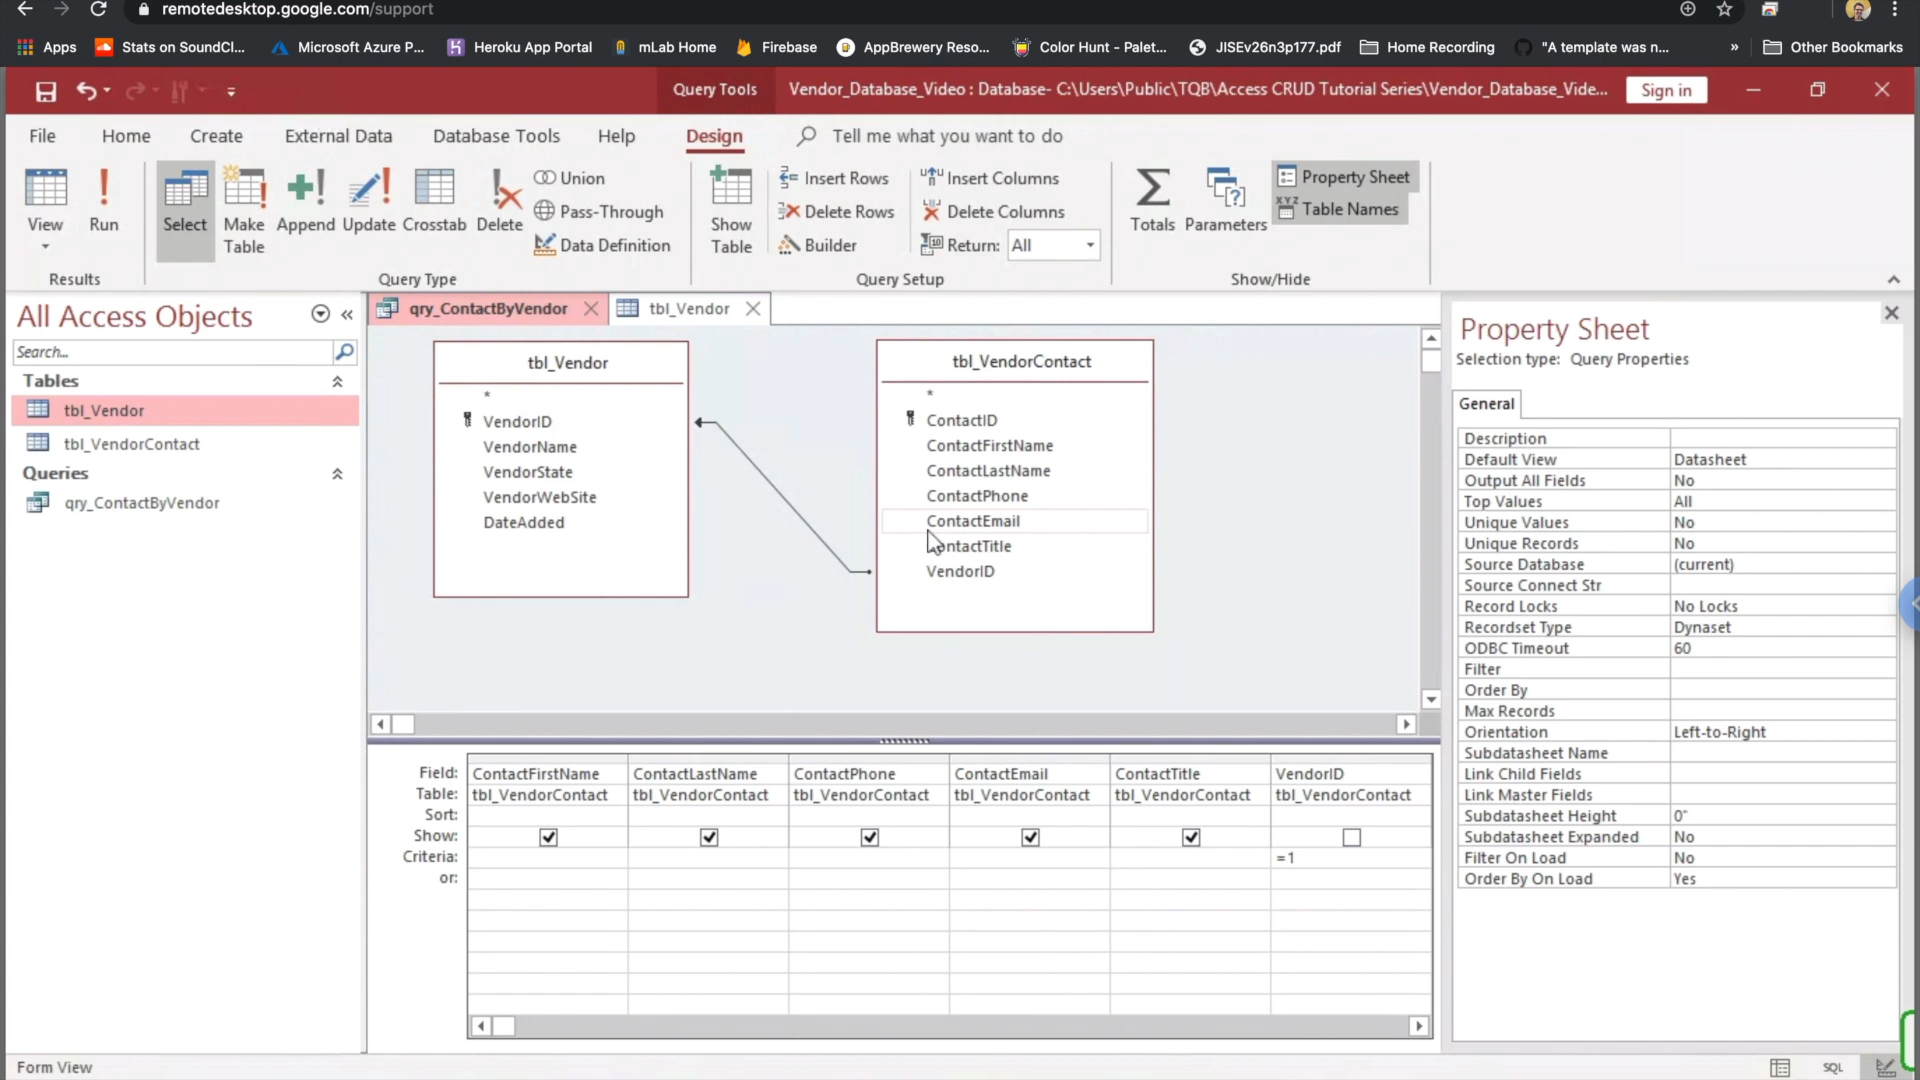 remotedesktop.google.com/support
Apps
Stats on SoundCl...
Microsoft Azure P...
Heroku App Portal
mLab Home
Firebase
AppBrewery Reso...
Color Hunt - Palet...
JISEv26n3p177.pdf
Home Recording
"A template was n...
»
Other Bookmarks
Query Tools
Vendor_Database_Video : Database- C:\Users\Public\TQB\Access CRUD Tutorial Series\Vendor_Database_Vide...
Sign in
File
Home
Create
External Data
Database Tools
Help
Design
Tell me what you want to do
View
Run
Results
Select
Make Table
Append
Update
Crosstab
Delete
Union
Pass-Through
Data Definition
Query Type
Show Table
Insert Rows
Delete Rows
Builder
Insert Columns
Delete Columns
Return: All
Query Setup
Totals
Parameters
Property Sheet
XYZ Table Names
Show/Hide
All Access Objects
Search...
Tables
tbl_Vendor
tbl_VendorContact
Queries
qry_ContactByVendor
qry_ContactByVendor
tbl_Vendor
tbl_Vendor
*
VendorID
VendorName
VendorState
VendorWebSite
DateAdded
tbl_VendorContact
*
ContactID
ContactFirstName
ContactLastName
ContactPhone
ContactEmail
ontactTitle
VendorID
Field: ContactFirstName ContactLastName ContactPhone ContactEmail ContactTitle VendorID
Table: tbl_VendorContact tbl_VendorContact tbl_VendorContact tbl_VendorContact tbl_VendorContact tbl_VendorContact
Sort:
Show:
Criteria: =1
or:
Property Sheet
Selection type: Query Properties
General
Description
Default View Datasheet
Output All Fields No
Top Values All
Unique Values No
Unique Records No
Source Database (current)
Source Connect Str
Record Locks No Locks
Recordset Type Dynaset
ODBC Timeout 60
Filter
Order By
Max Records
Orientation Left-to-Right
Subdatasheet Name
Link Child Fields
Link Master Fields
Subdatasheet Height 0"
Subdatasheet Expanded No
Filter On Load No
Order By On Load Yes
Form View
SQL